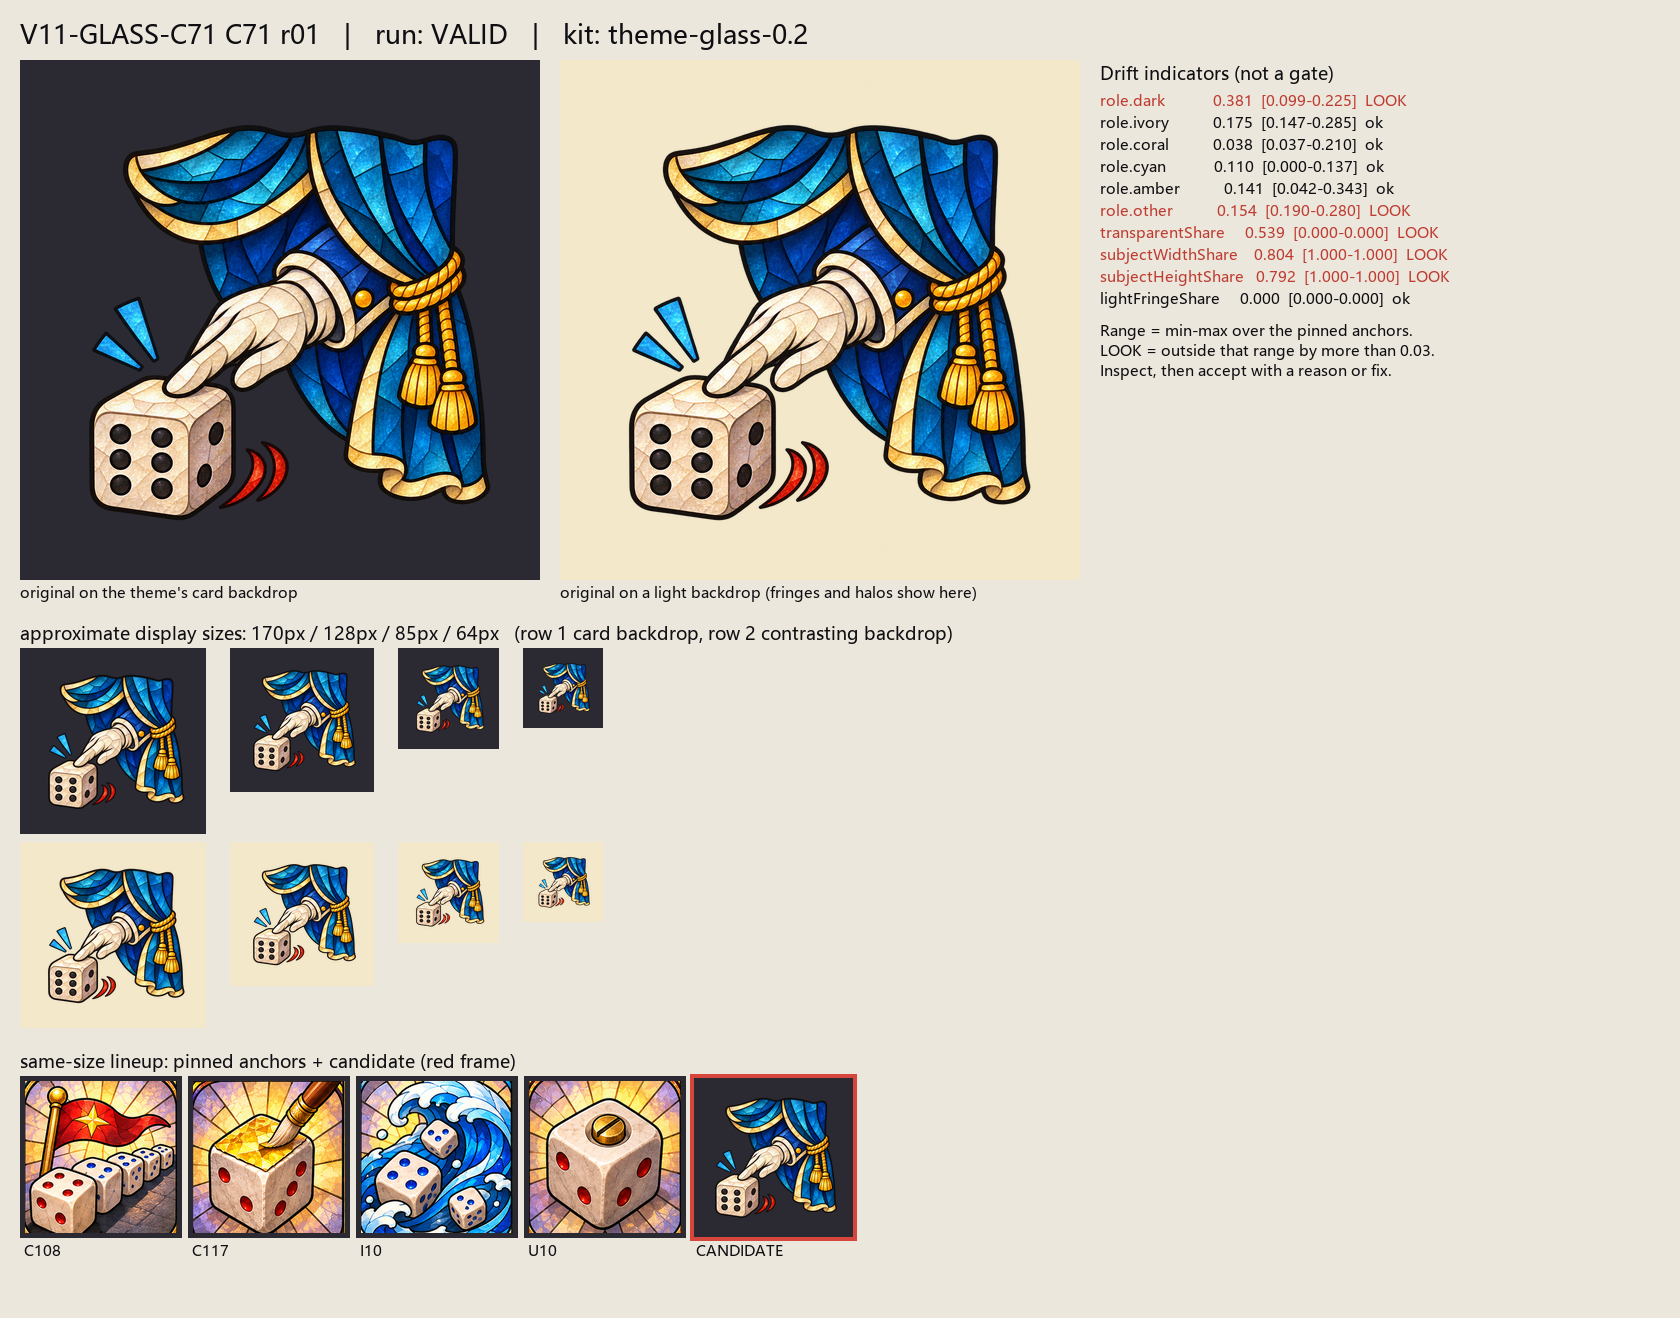 V11-GLASS-C71 C71 r01 | run: VALID | kit: theme-glass-0.2
Drift indicators (not a gate)
role.dark 0.381 [0.099-0.225] LOOK
role.ivory 0.175 [0.147-0.285] ok
role.coral 0.038 [0.037-0.210] ok
role.cyan 0.110 [0.000-0.137] ok
role.amber 0.141 [0.042-0.343] ok
role.other 0.154 [0.190-0.280] LOOK
transparentShare 0.539 [0.000-0.000] LOOK
subjectWidthShare 0.804 [1.000-1.000] LOOK
subjectHeightShare 0.792 [1.000-1.000] LOOK
lightFringeShare 0.000 [0.000-0.000] ok
Range = min-max over the pinned anchors.
LOOK = outside that range by more than 0.03.
Inspect, then accept with a reason or fix.
original on the theme's card backdrop
original on a light backdrop (fringes and halos show here)
approximate display sizes: 170px / 128px / 85px / 64px (row 1 card backdrop, row 2 contrasting backdrop)
same-size lineup: pinned anchors + candidate (red frame)
C108
C117
I10
U10
CANDIDATE